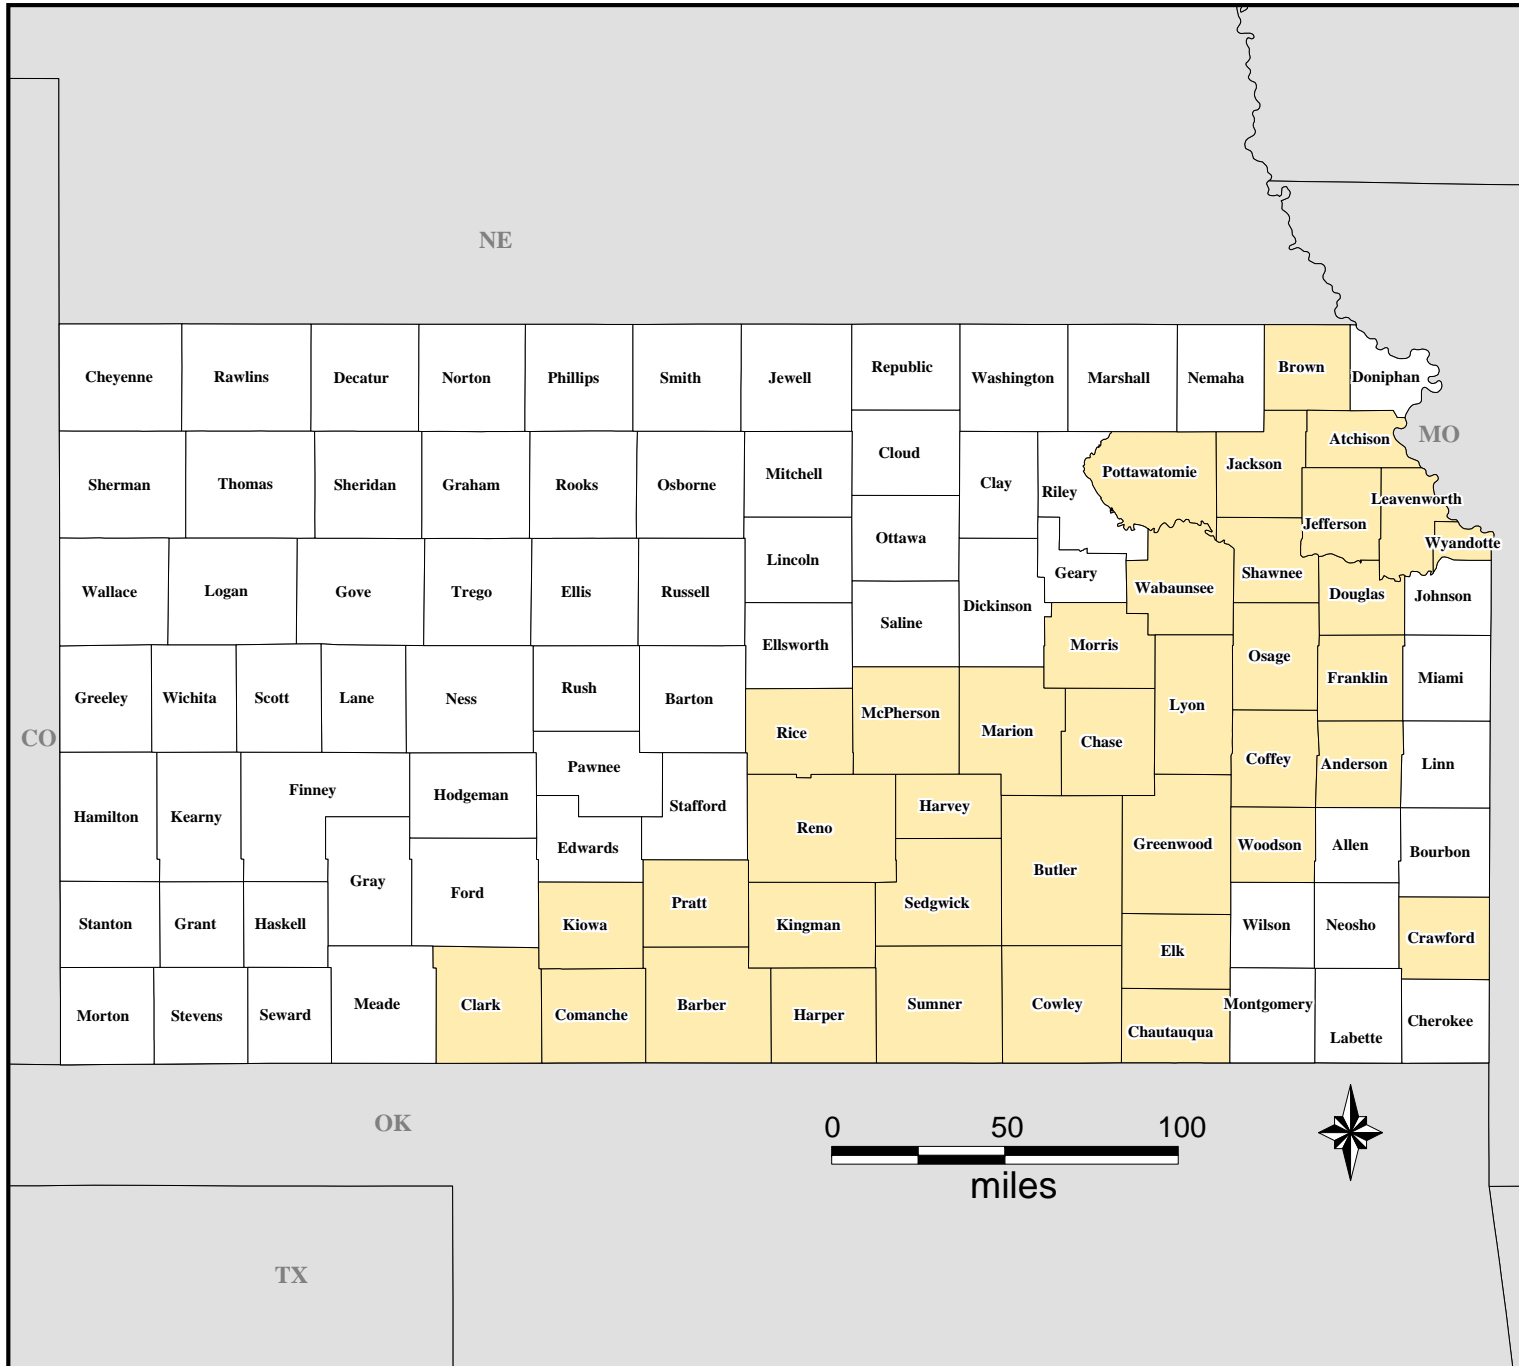 NE
Cheyenne
Rawlins
Decatur
Norton
Phillips
Smith
Jewell
Republic
Washington
Marshall
Nemaha
Brown
Doniphan
MO
Sherman
Thomas
Sheridan
Graham
Rooks
Osborne
Mitchell
Cloud
Clay
Riley
Pottawatomie
Jackson
Atchison
Leavenworth
Jefferson
Wyandotte
Wallace
Logan
Gove
Trego
Ellis
Russell
Lincoln
Ottawa
Saline
Dickinson
Geary
Wabaunsee
Shawnee
Douglas
Johnson
Ellsworth
Morris
Osage
Franklin
Miami
CO
Greeley
Wichita
Scott
Lane
Ness
Rush
Barton
Rice
McPherson
Marion
Chase
Lyon
Coffey
Anderson
Linn
Hamilton
Kearny
Finney
Hodgeman
Pawnee
Stafford
Edwards
Reno
Harvey
Butler
Greenwood
Woodson
Allen
Bourbon
Gray
Ford
Stanton
Grant
Haskell
Kiowa
Pratt
Kingman
Sedgwick
Elk
Wilson
Neosho
Crawford
Morton
Stevens
Seward
Meade
Clark
Comanche
Barber
Harper
Sumner
Cowley
Chautauqua
Montgomery
Labette
Cherokee
OK
0 50 100
miles
TX